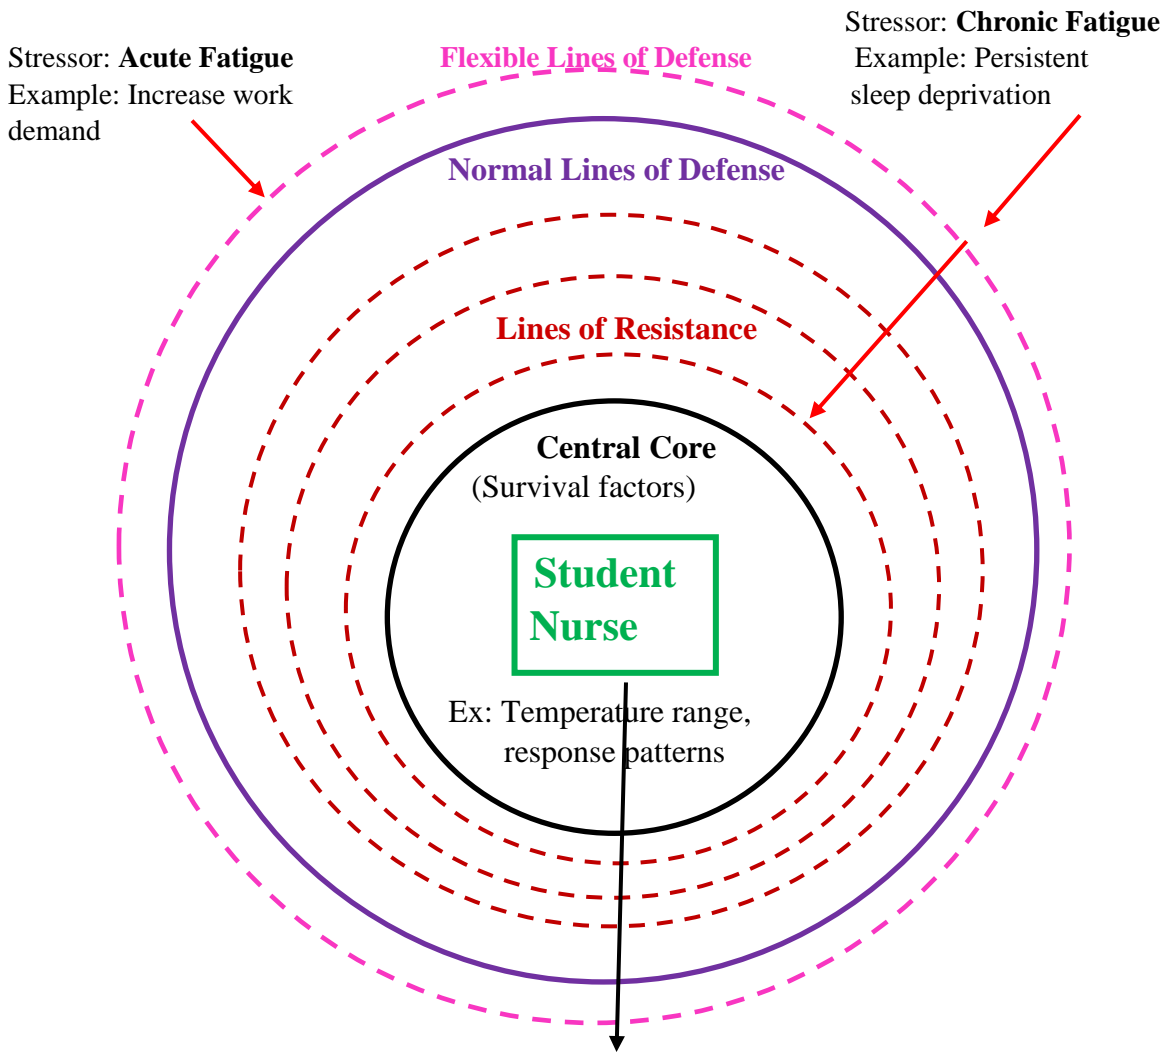 Stressor: Acute Fatigue
Example: Increase work
demand
Flexible Lines of Defense
Stressor: Chronic Fatigue
Example: Persistent
sleep deprivation
Normal Lines of Defense
Lines of Resistance
Central Core
(Survival factors)
Student
Nurse
Ex: Temperature range,
response patterns